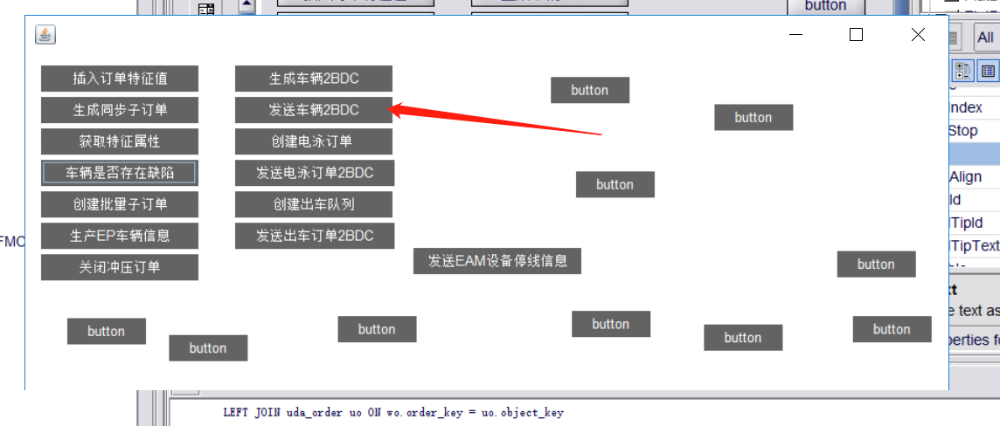 button
All
插入订单特征值
生成车辆2BDC
button
生成同步子订单
发送车辆2BDC
button
Index
获取特征属性
创建电泳订单
Stop
车辆是否存在缺陷
发送电泳订单2BDC
button
Align
创建批量子订单
创建出车队列
Id
生产EP车辆信息
发送出车订单2BDC
TipId
FMC
TipText
关闭冲压订单
发送EAM设备停线信息
button
button
button
button
button
button
button
text as
perties fo
LEFT JOIN uda_order uo ON wo.order_key = uo.object_key